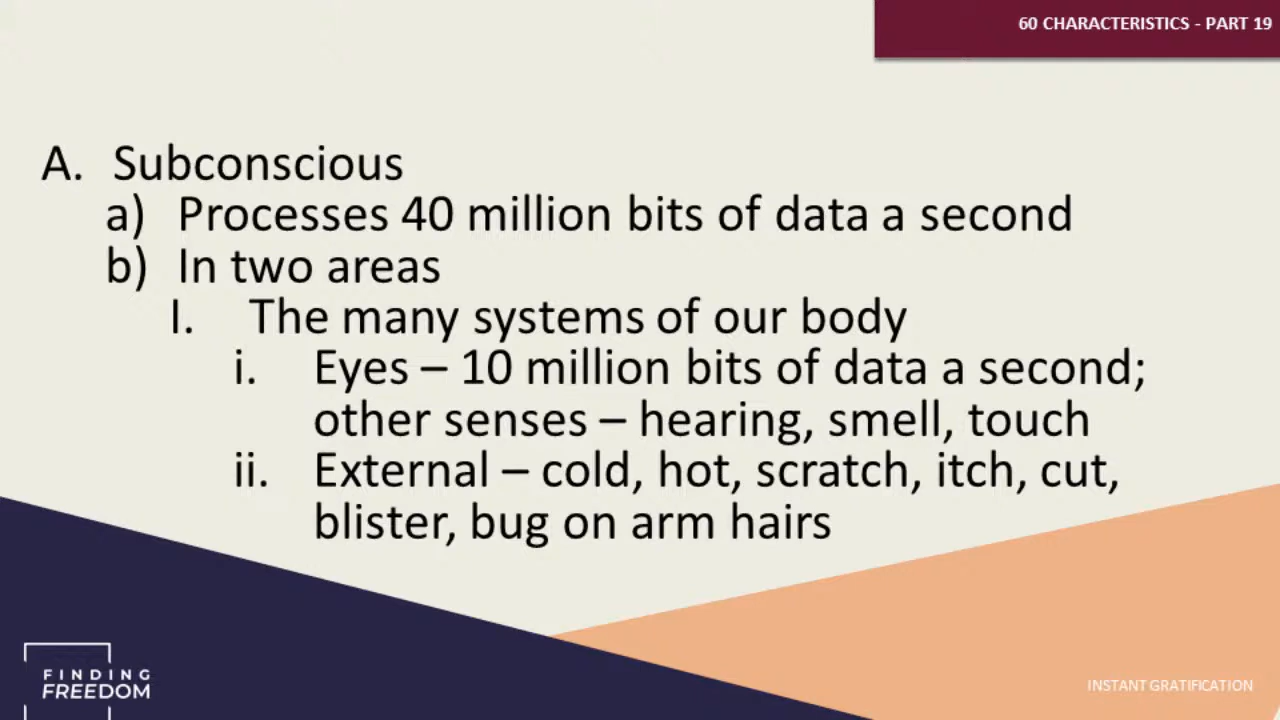 60 CHARACTERISTICS - PART 19
A. Subconscious
a) Processes 40 million bits of data a second
b) In two areas
I. The many systems of our body
i. Eyes – 10 million bits of data a second;
other senses – hearing, smell, touch
ii. External – cold, hot, scratch, itch, cut,
blister, bug on arm hairs
FINDING
FREEDOM
INSTANT GRATIFICATION